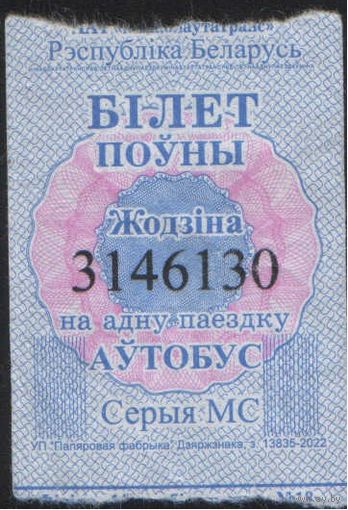 Рэспубліка Беларусь
БІЛЕТ
ПОЎНЫ
Жодзіна
3146130
на адну паездку
АЎТОБУС
Серыя МС
УП "Папяровая фабрыка" Дзяржзнака, з. 13835-2022